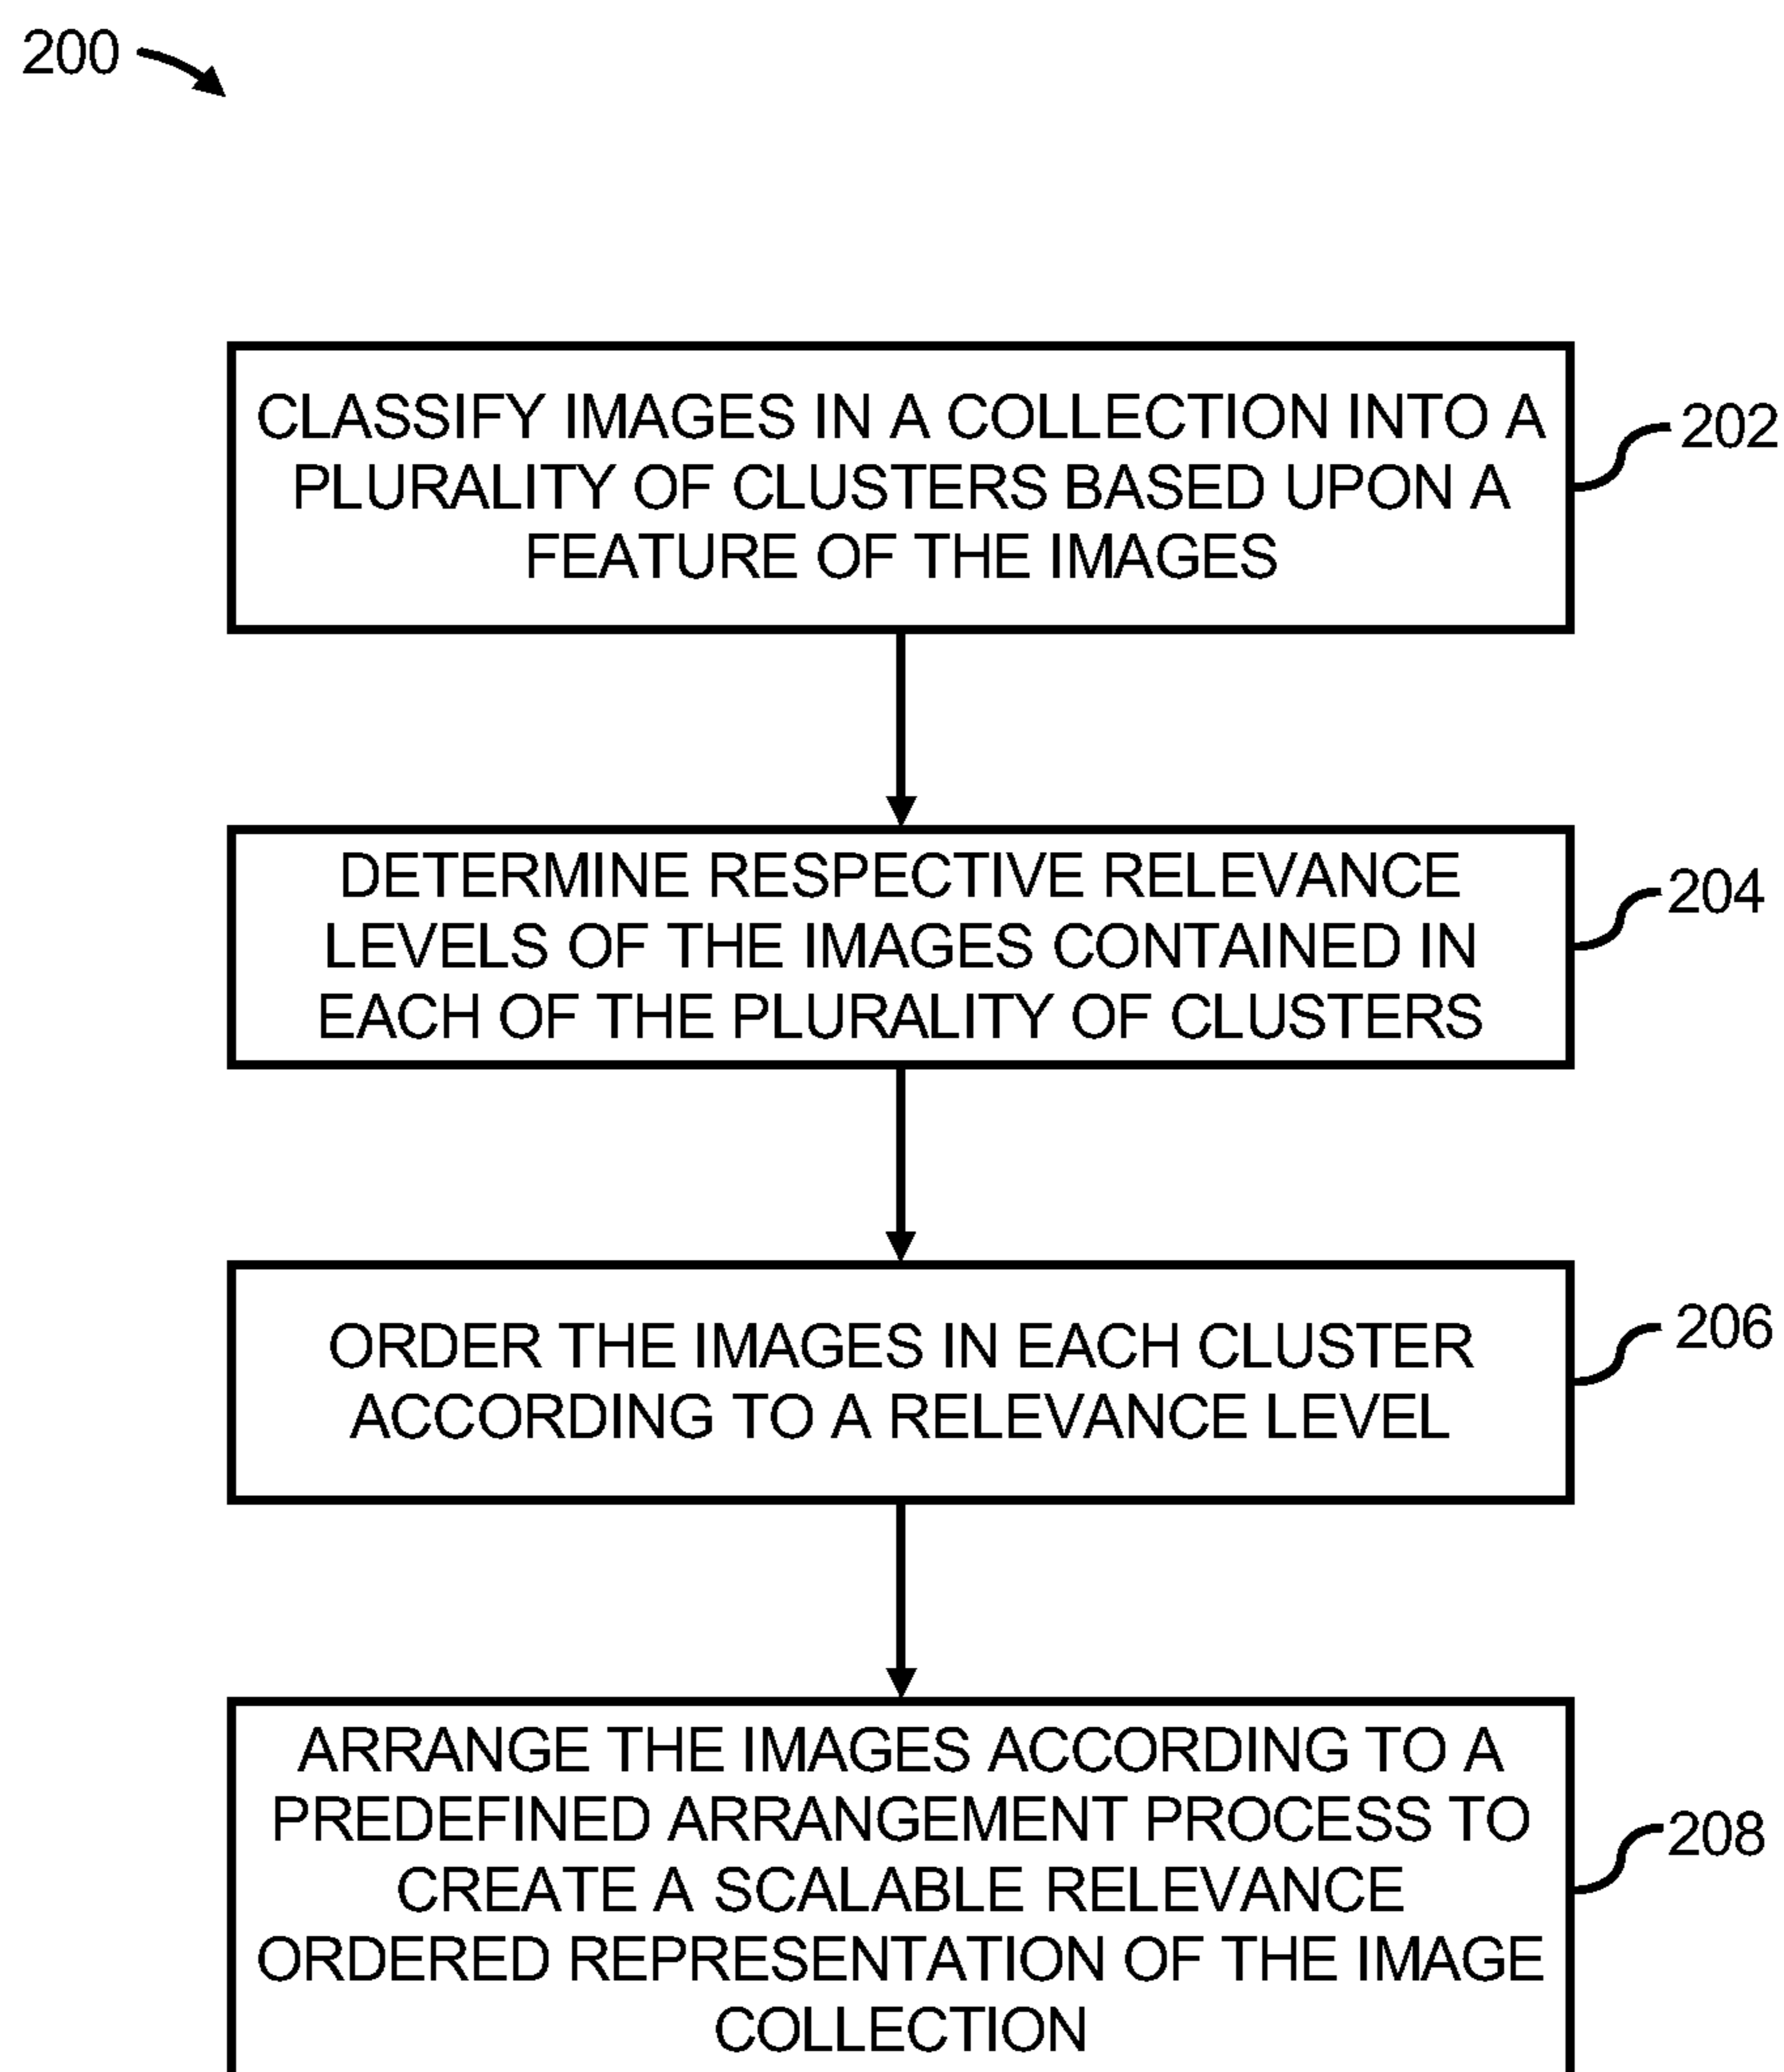 200
CLASSIFY IMAGES IN A COLLECTION INTO A
PLURALITY OF CLUSTERS BASED UPON A
FEATURE OF THE IMAGES
202
DETERMINE RESPECTIVE RELEVANCE
LEVELS OF THE IMAGES CONTAINED IN
EACH OF THE PLURALITY OF CLUSTERS
204
ORDER THE IMAGES IN EACH CLUSTER
ACCORDING TO A RELEVANCE LEVEL
206
ARRANGE THE IMAGES ACCORDING TO A
PREDEFINED ARRANGEMENT PROCESS TO
CREATE A SCALABLE RELEVANCE
ORDERED REPRESENTATION OF THE IMAGE
COLLECTION
208